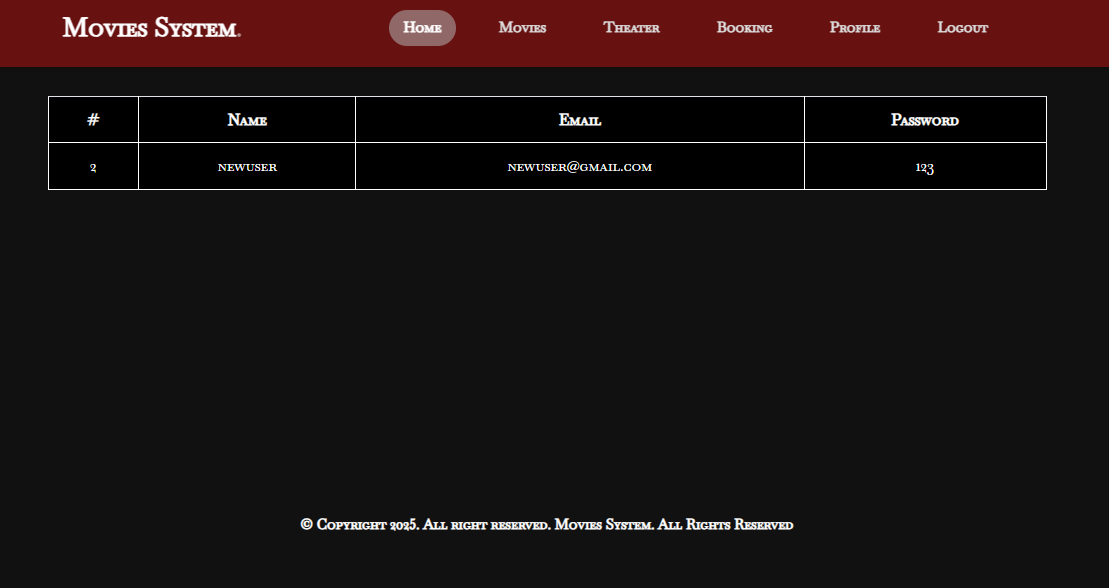 Movies System.
Home Movies Theater Booking Profile Logout
# Name Email Password
2 newuser newuser@gmail.com 123
© Copyright 2025. All right reserved. Movies System. All Rights Reserved